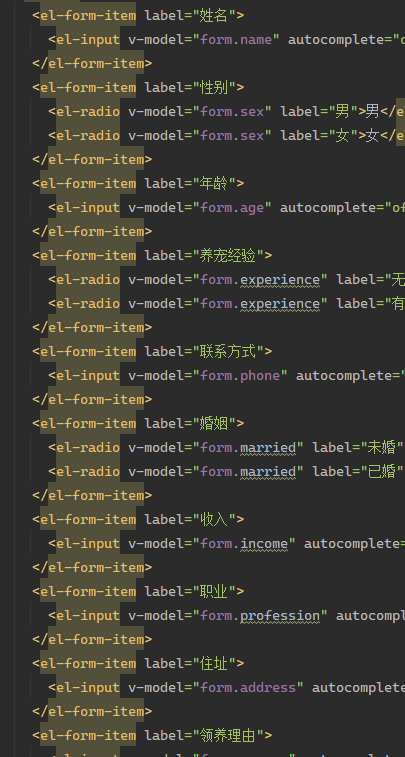 <el-form-item label="姓名">
<el-input v-model="form.name" autocomplete="o
</el-form-item>
<el-form-item label="性别">
<el-radio v-model="form.sex" label="男">男</e
<el-radio v-model="form.sex" label="女">女</e
</el-form-item>
<el-form-item label="年龄">
<el-input v-model="form.age" autocomplete="of
</el-form-item>
<el-form-item label="养宠经验">
<el-radio v-model="form.experience" label="无
<el-radio v-model="form.experience" label="有
</el-form-item>
<el-form-item label="联系方式">
<el-input v-model="form.phone" autocomplete="
</el-form-item>
<el-form-item label="婚姻">
<el-radio v-model="form.married" label="未婚"
<el-radio v-model="form.married" label="已婚"
</el-form-item>
<el-form-item label="收入">
<el-input v-model="form.income" autocomplete=
</el-form-item>
<el-form-item label="职业">
<el-input v-model="form.profession" autocompl
</el-form-item>
<el-form-item label="住址">
<el-input v-model="form.address" autocomplete
</el-form-item>
<el-form-item label="领养理由">